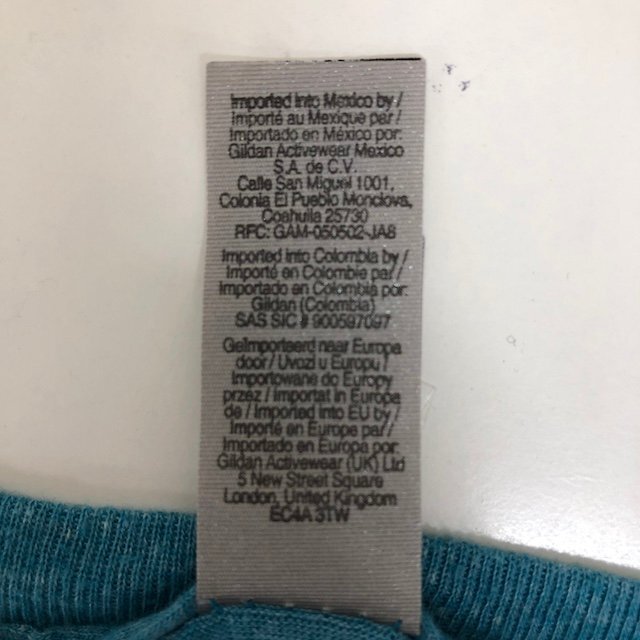 Imported into Mexico by/
Importé au Mexique par/
Importado en México por:
Gildan Activewear Mexico
S.A. de C.V.
Calle San Miguel 1001,
Colonia El Pueblo Monclova,
Coahuila 25730
RFC: GAM-050502-JA8
Imported into Colombia by/
Importé en Colombie pa/
Importado en Colombia por:
Gildan (Colombia)
SAS SIC # 900597097
Geïmporteerd naar Europa
door / Uvozi v Europu /
Importowane do Europy
przez / Importat in Europe
de / Imported into EU by /
Importé en Europe pa/
Importado en Europa por:
Gildan Activewear (UK) Ltd
5 New Street Square
London, United Kingdom
EC4A 3TW